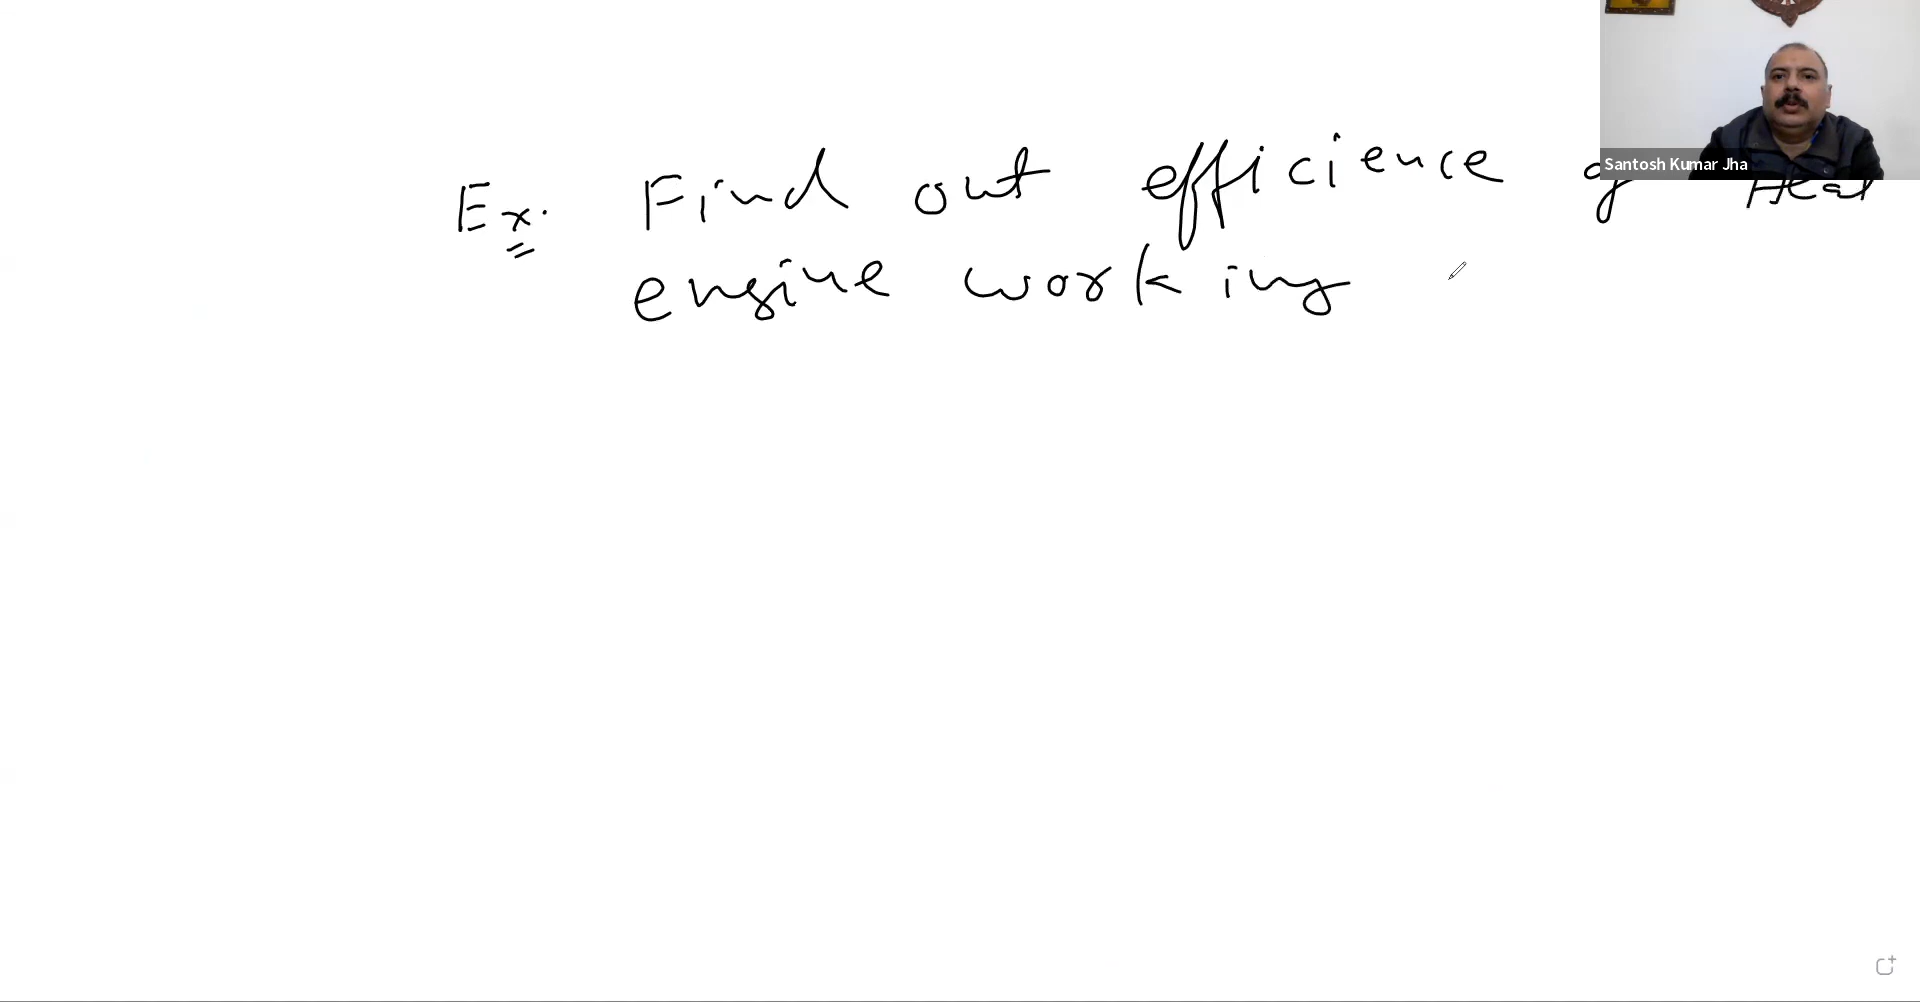 Santosh Kumar Jha
Ex. Find out efficience of Heat
engine working